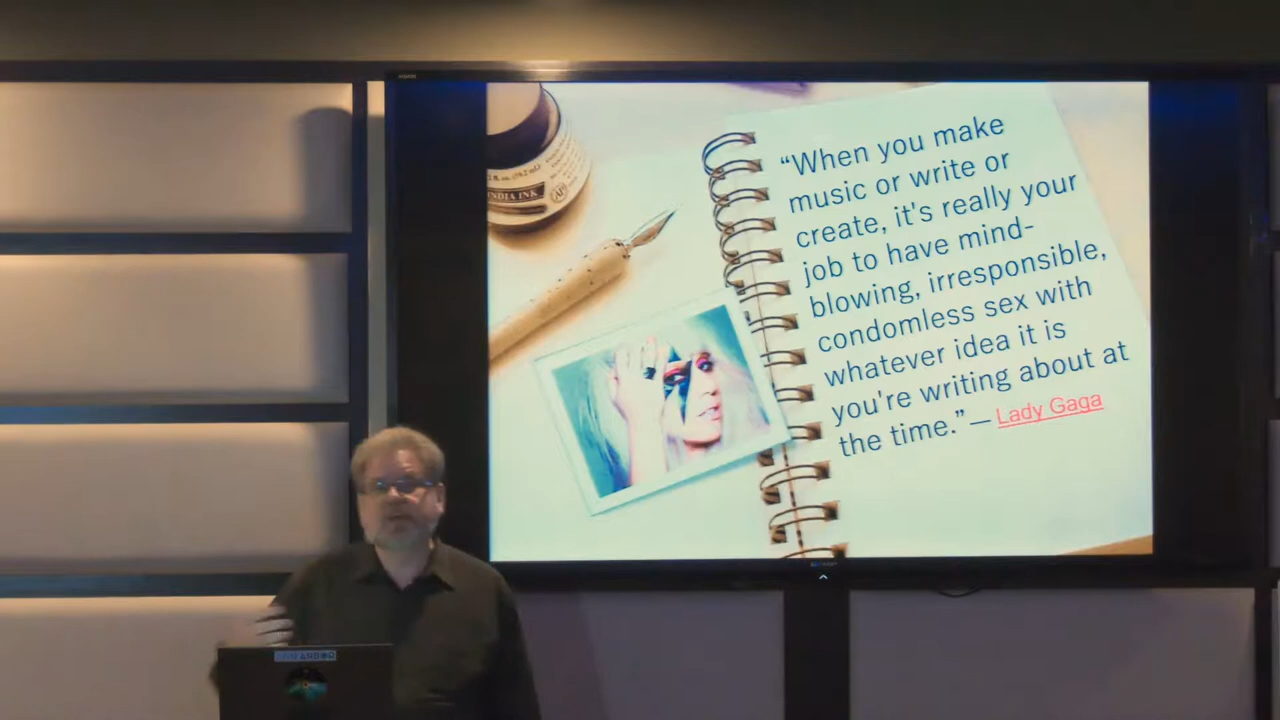 “When you make
music or write or
create, it's really your
job to have mind-
blowing, irresponsible,
condomless sex with
whatever idea it is
you're writing about at
the time.” — Lady Gaga
INDIA INK